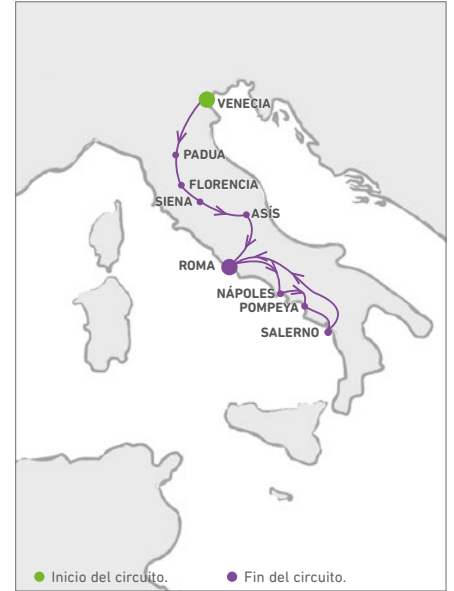 VENECIA
PADUA
FLORENCIA
SIENA
ASÍS
ROMA
NÁPOLES
POMPEYA
SALERNO
Inicio del circuito.
Fin del circuito.